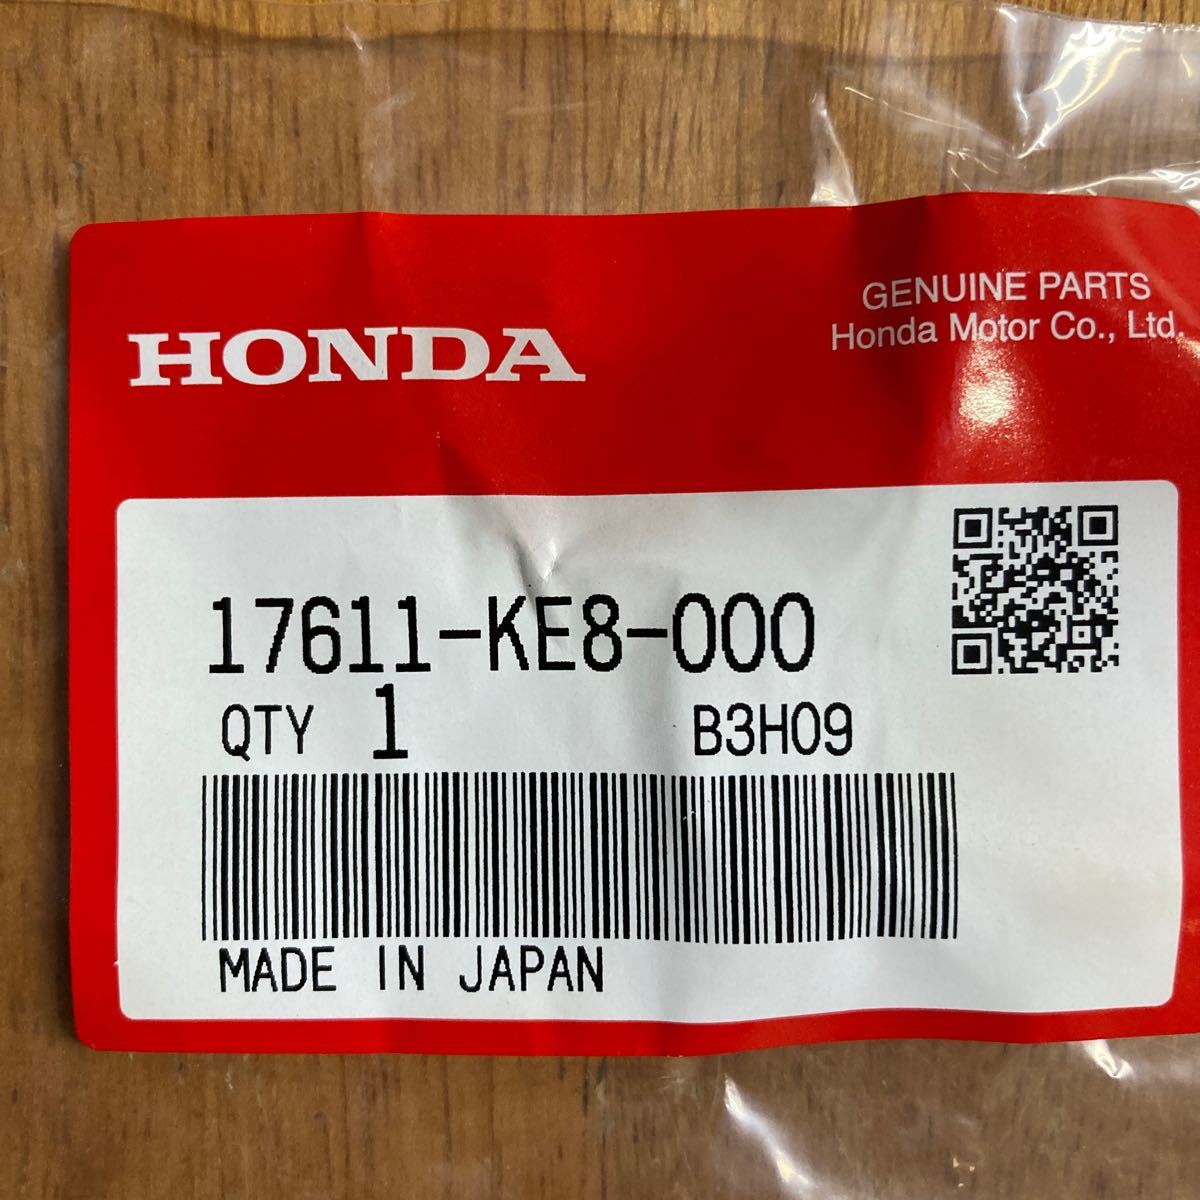 HONDA
GENUINE PARTS
Honda Motor Co., Ltd.
17611-KE8-000
QTY 1 B3H09
MADE IN JAPAN